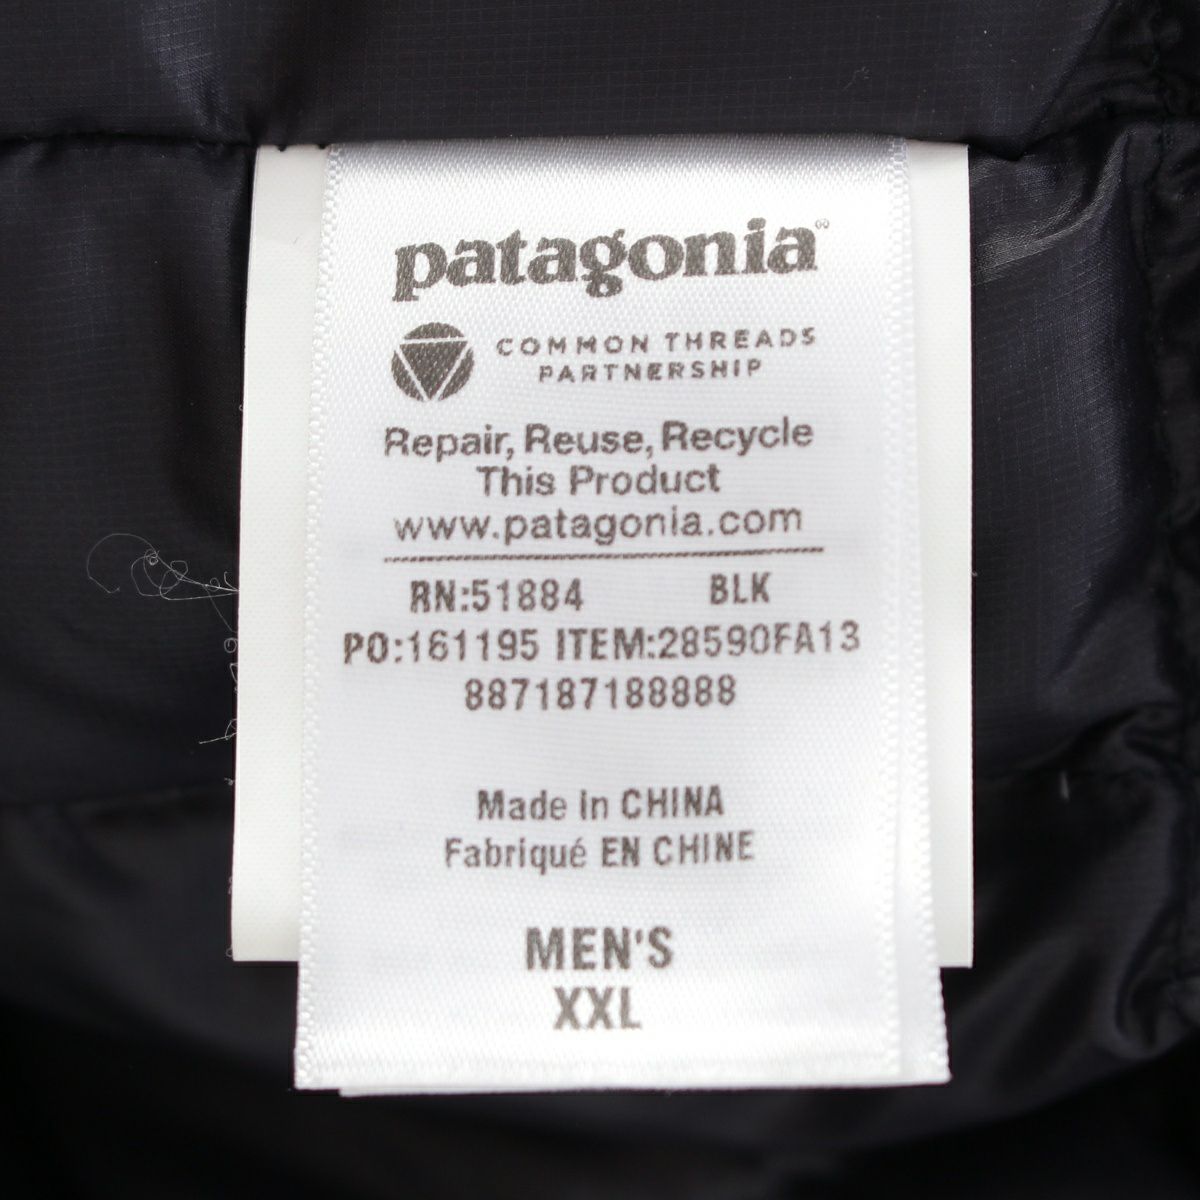 patagonia®
COMMON THREADS
PARTNERSHIP
Repair, Reuse, Recycle
This Product
www.patagonia.com
RN:51884 BLK
PO:161195 ITEM:28590FA13
887187188888
Made in CHINA
Fabriqué EN CHINE
MEN'S
XXL